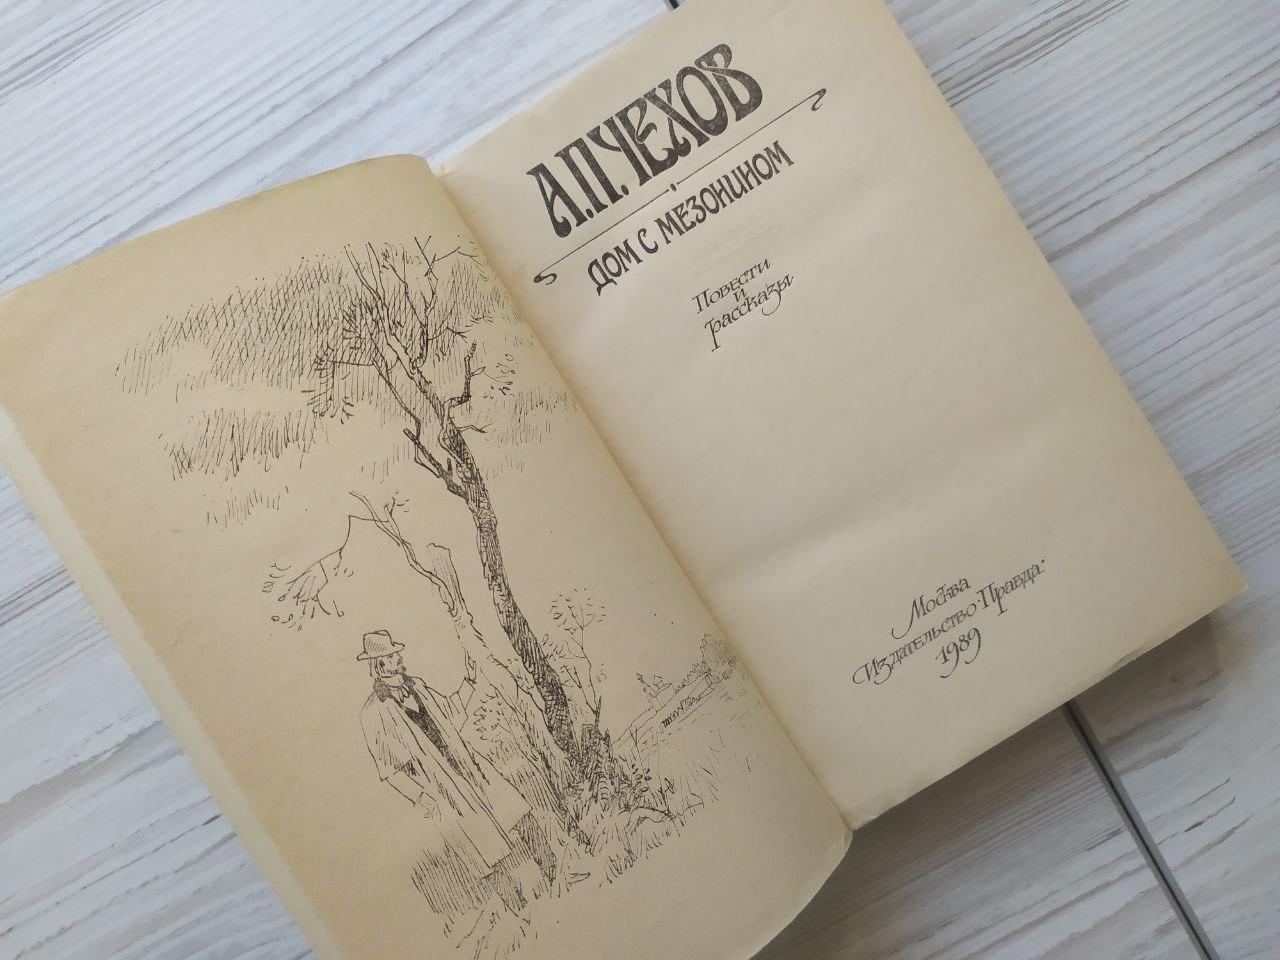 А.П. ЧЕХОВ
ДОМ С МЕЗОНИНОМ
Повести
и
рассказы
Москва
Издательство „Правда"
1989